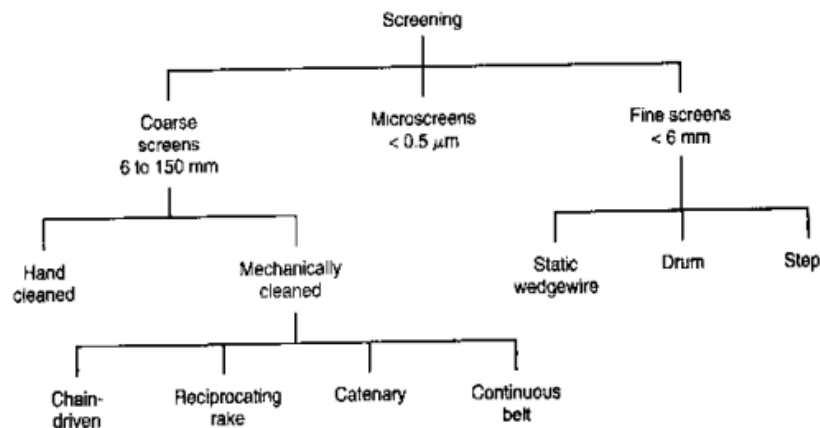 Screening
Coarse
screens
6 to 150 mm
Microscreens
< 0.5 μm
Fine screens
< 6 mm
Hand
cleaned
Mechanically
cleaned
Static
wedgewire
Drum
Step
Chain-
driven
Reciprocating
rake
Catenary
Continuous
belt